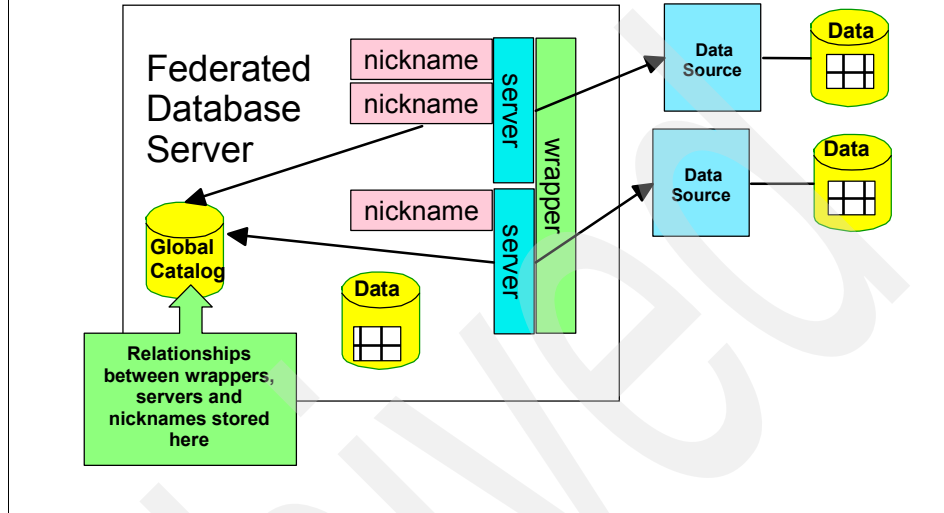 Federated
Database
Server
nickname
nickname
server
wrapper
nickname
server
Global
Catalog
Data
Relationships
between wrappers,
servers and
nicknames stored
here
Data
Source
Data
Data
Source
Data
hived